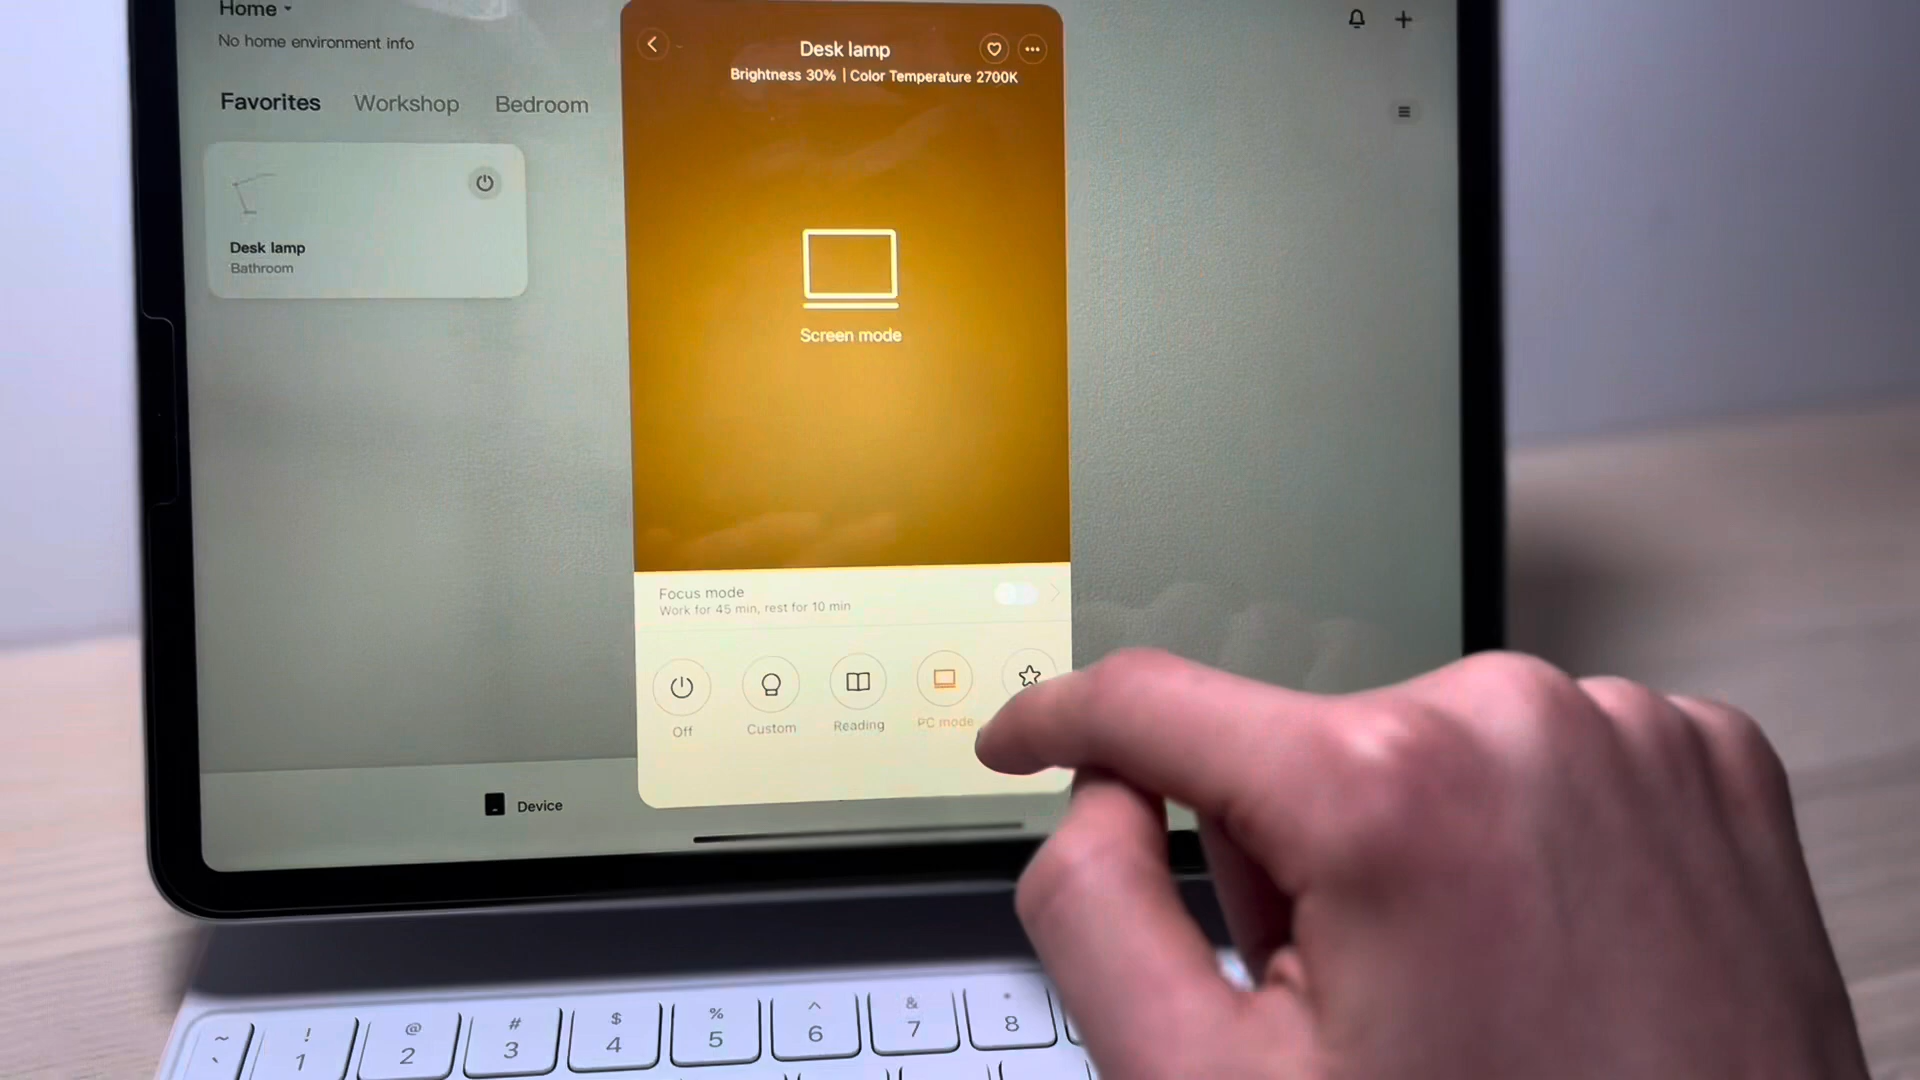 Home
No home environment info
Favorites Workshop Bedroom
Desk lamp
Bathroom
Desk lamp
Brightness 30% | Color Temperature 2700K
Screen mode
Focus mode
Work for 45 min, rest for 10 min
Off Custom Reading PC mode
Device
~ ! @ # $ % ^ & *
` 1 2 3 4 5 6 7 8